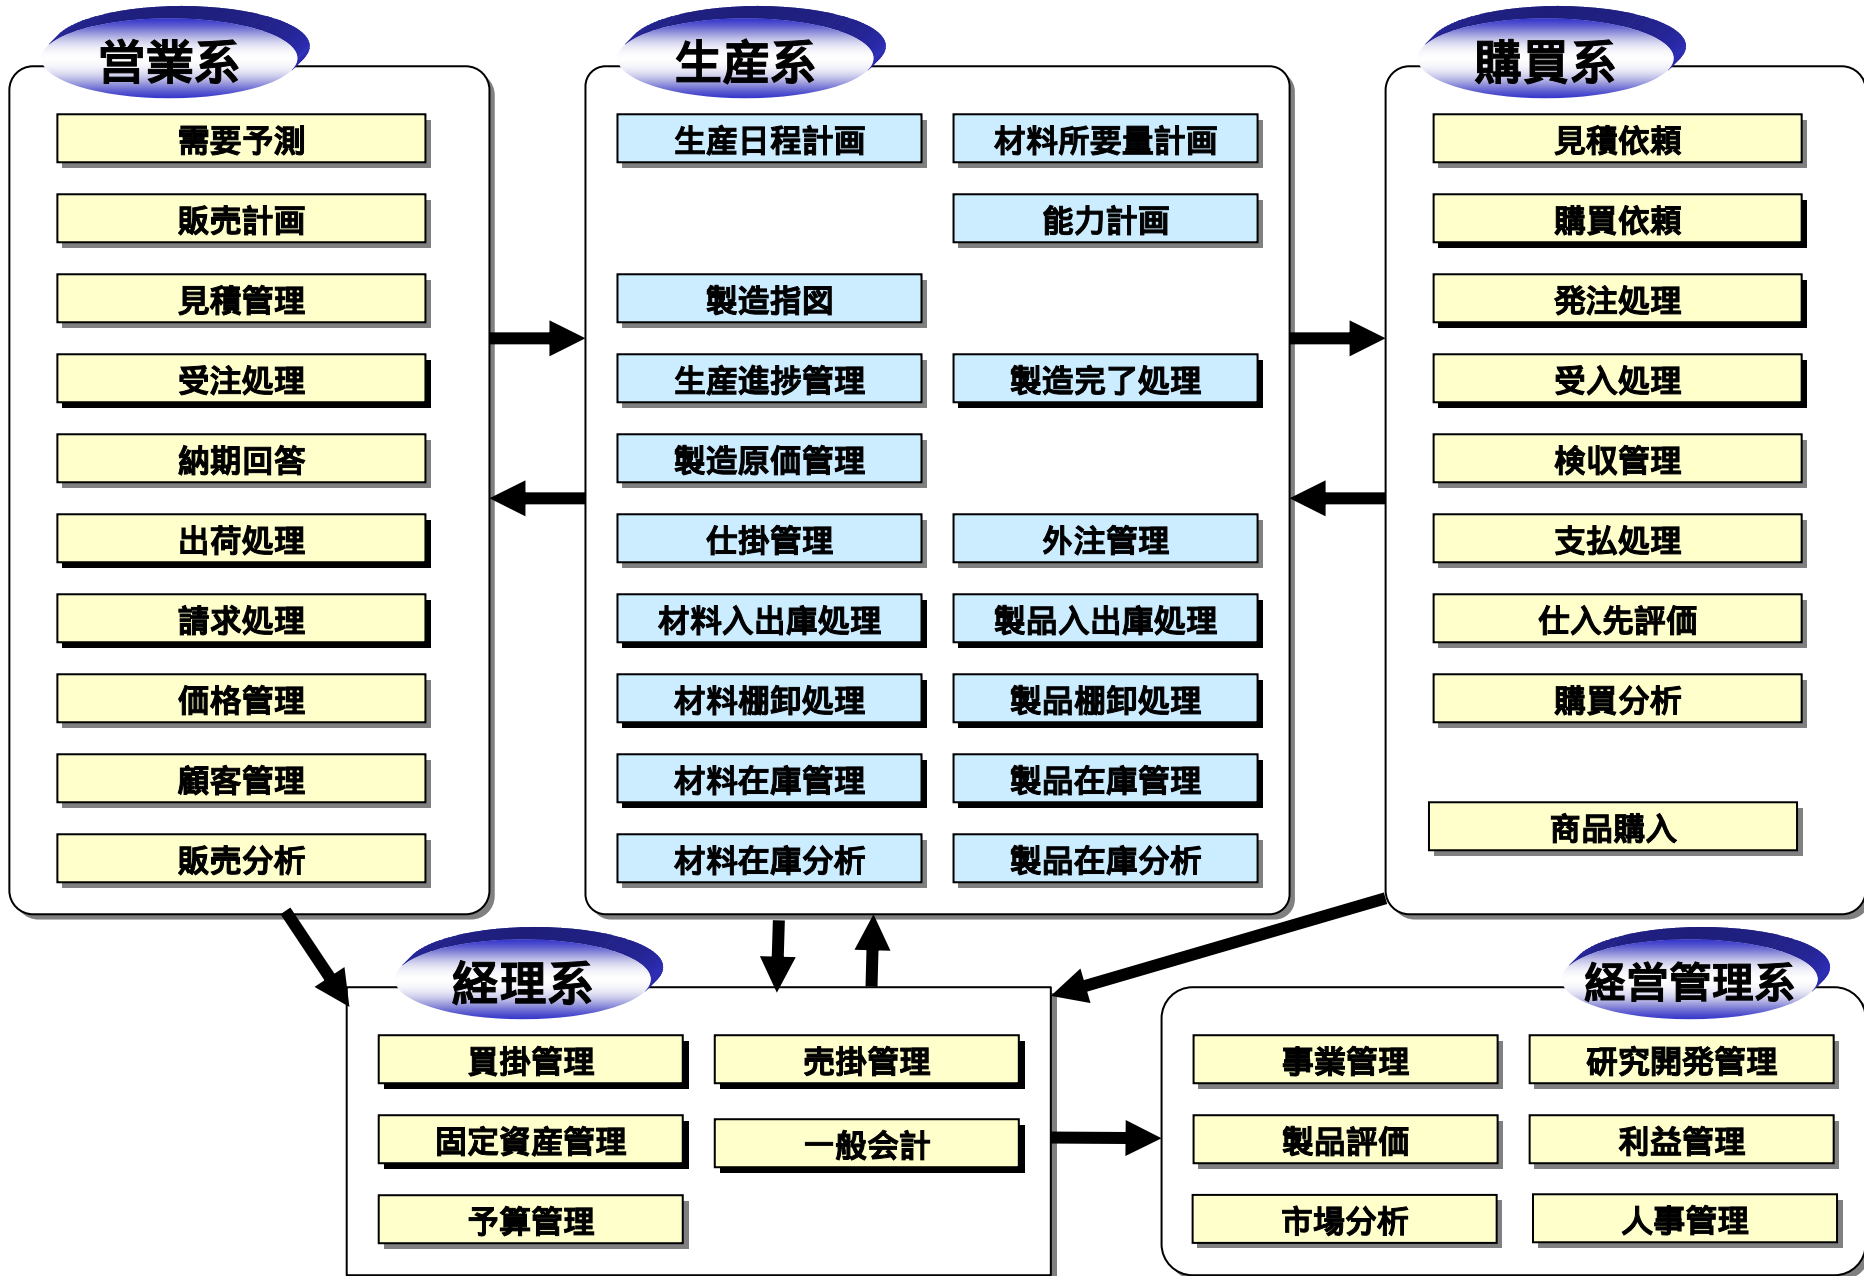 営業系
需要予測
販売計画
見積管理
受注処理
納期回答
出荷処理
請求処理
価格管理
顧客管理
販売分析
生産系
生産日程計画
材料所要量計画
能力計画
製造指図
生産進捗管理
製造完了処理
製造原価管理
仕掛管理
外注管理
材料入出庫処理
製品入出庫処理
材料棚卸処理
製品棚卸処理
材料在庫管理
製品在庫管理
材料在庫分析
製品在庫分析
購買系
見積依頼
購買依頼
発注処理
受入処理
検収管理
支払処理
仕入先評価
購買分析
商品購入
経理系
買掛管理
売掛管理
固定資産管理
一般会計
予算管理
経営管理系
事業管理
研究開発管理
製品評価
利益管理
市場分析
人事管理